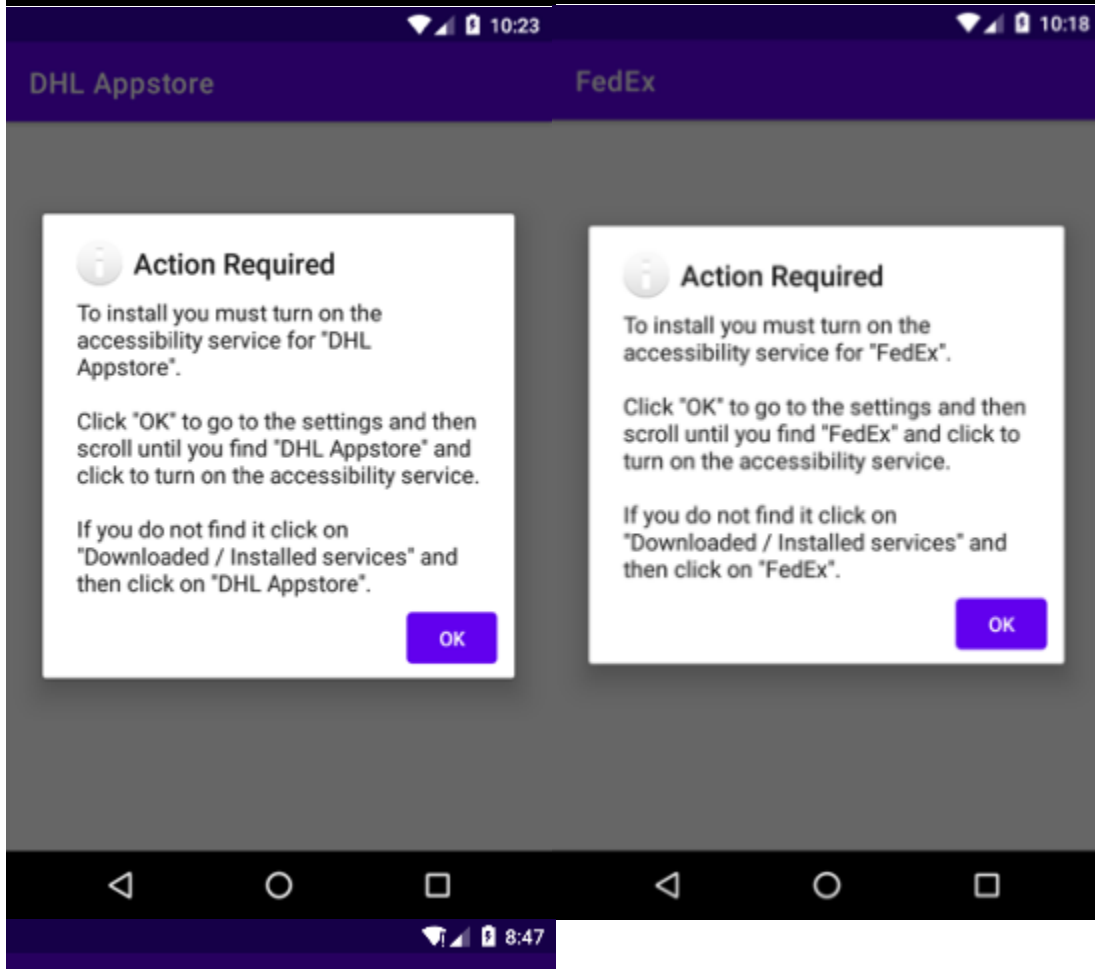 10:23
DHL Appstore
Action Required
To install you must turn on the
accessibility service for "DHL
Appstore".
Click "OK" to go to the settings and then
scroll until you find "DHL Appstore" and
click to turn on the accessibility service.
If you do not find it click on
"Downloaded / Installed services" and
then click on "DHL Appstore".
OK
10:18
FedEx
Action Required
To install you must turn on the
accessibility service for "FedEx".
Click "OK" to go to the settings and then
scroll until you find "FedEx" and click to
turn on the accessibility service.
If you do not find it click on
"Downloaded / Installed services" and
then click on "FedEx".
OK
8:47